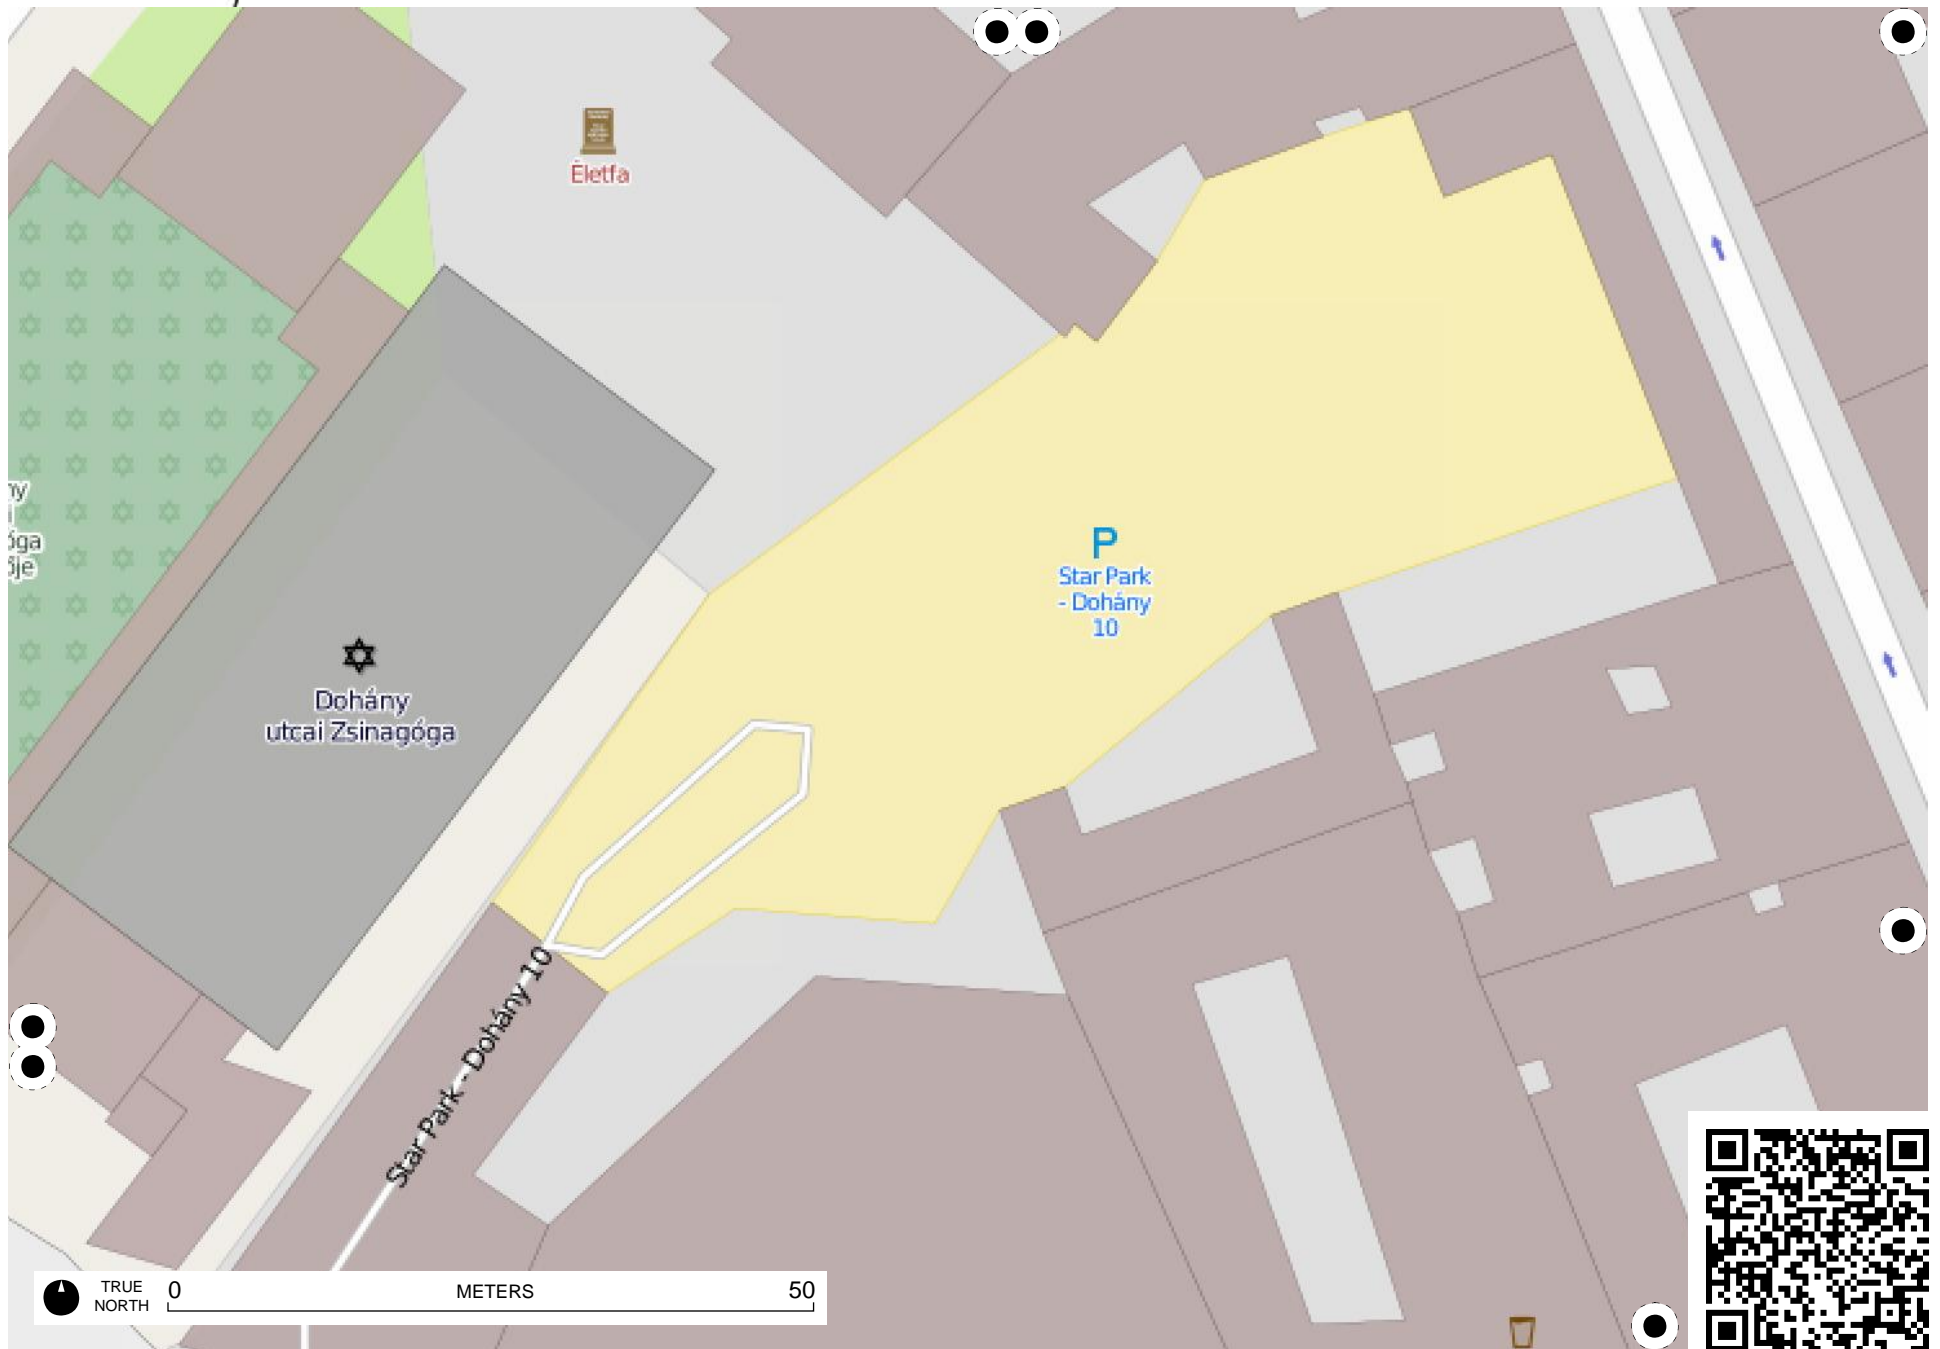 Életfa
P
Star Park
- Dohány
10
Dohány
utcai Zsinagóga
Star Park - Dohány 10
TRUE
NORTH
0
METERS
50